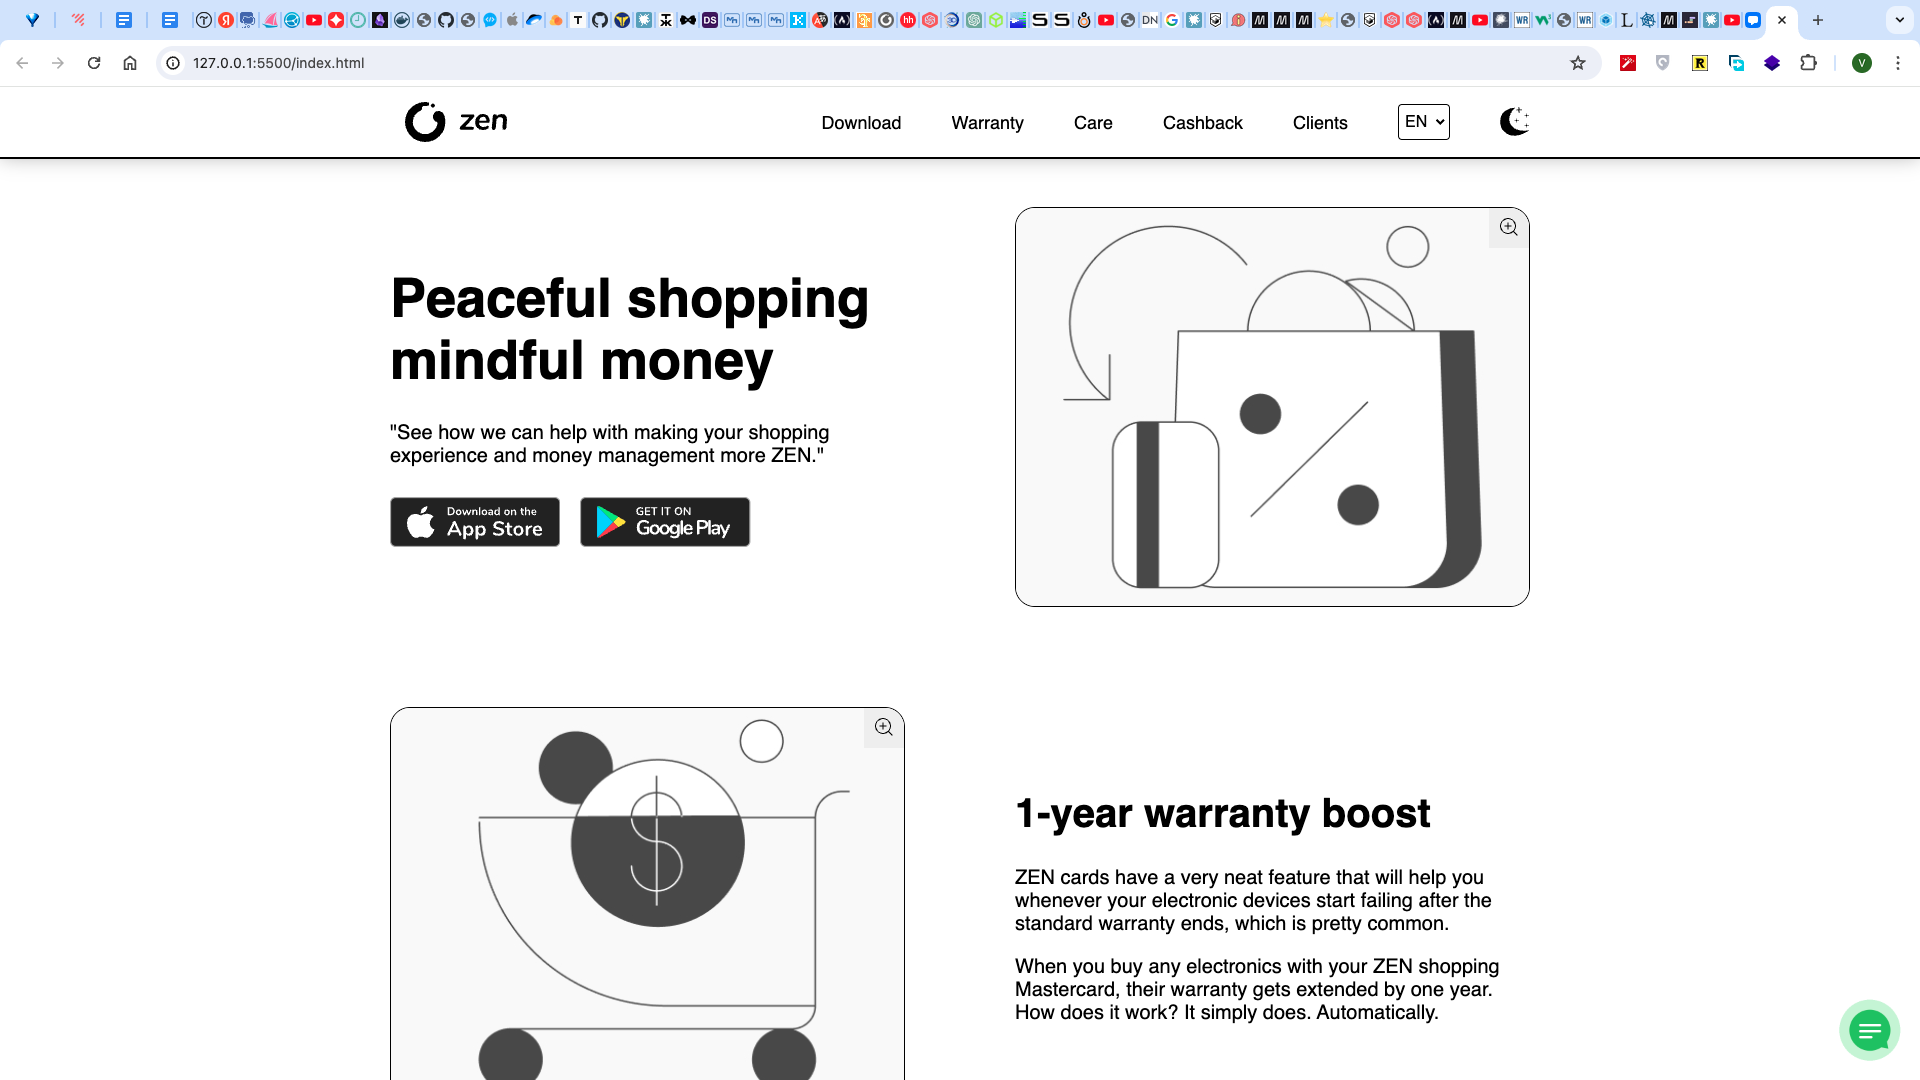 127.0.0.1:5500/index.html
zen
Download Warranty Care Cashback Clients EN
Peaceful shopping
mindful money
"See how we can help with making your shopping
experience and money management more ZEN."
Download on the
App Store
GET IT ON
Google Play
$
1-year warranty boost
ZEN cards have a very neat feature that will help you
whenever your electronic devices start failing after the
standard warranty ends, which is pretty common.
When you buy any electronics with your ZEN shopping
Mastercard, their warranty gets extended by one year.
How does it work? It simply does. Automatically.